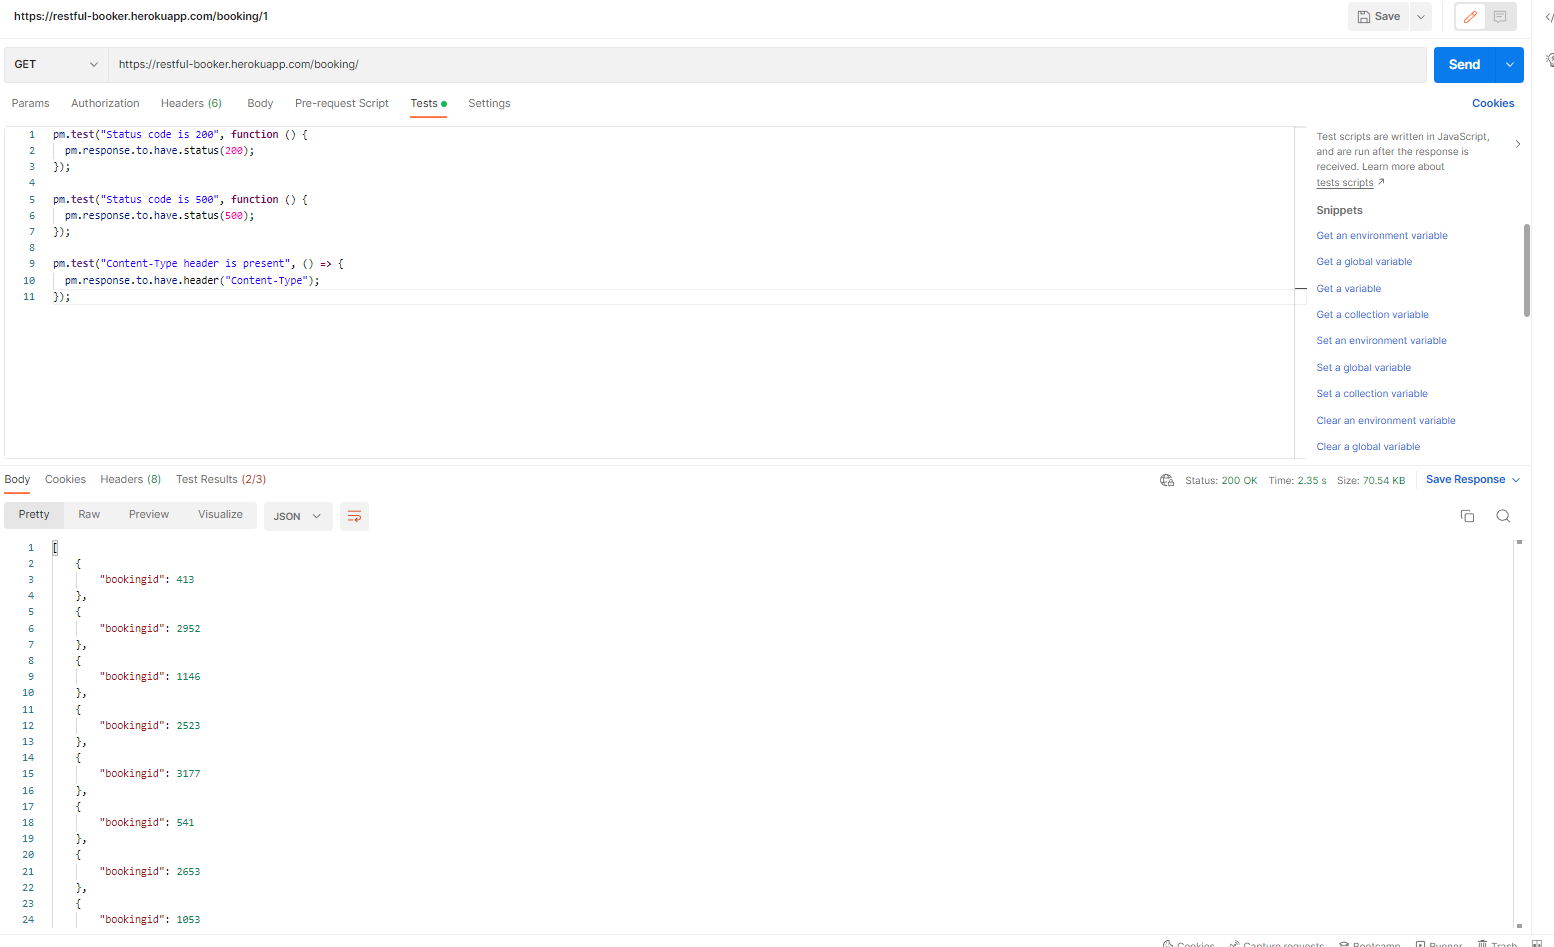 https://restful-booker.herokuapp.com/booking/1
Save
GET
https://restful-booker.herokuapp.com/booking/
Send
Params Authorization Headers (6) Body Pre-request Script Tests Settings
Cookies
1 pm.test("Status code is 200", function () {
2 pm.response.to.have.status(200);
3 });
4
5 pm.test("Status code is 500", function () {
6 pm.response.to.have.status(500);
7 });
8
9 pm.test("Content-Type header is present", () => {
10 pm.response.to.have.header("Content-Type");
11 });
Test scripts are written in JavaScript,
and are run after the response is
received. Learn more about
tests scripts
Snippets
Get an environment variable
Get a global variable
Get a variable
Get a collection variable
Set an environment variable
Set a global variable
Set a collection variable
Clear an environment variable
Clear a global variable
Body Cookies Headers (8) Test Results (2/3)
Status: 200 OK Time: 2.35 s Size: 70.54 KB Save Response
Pretty Raw Preview Visualize JSON
1 [
2 {
3 "bookingid": 413
4 },
5 {
6 "bookingid": 2952
7 },
8 {
9 "bookingid": 1146
10 },
11 {
12 "bookingid": 2523
13 },
14 {
15 "bookingid": 3177
16 },
17 {
18 "bookingid": 541
19 },
20 {
21 "bookingid": 2653
22 },
23 {
24 "bookingid": 1053
Cookies Capture requests Bootcamp Runner Trash